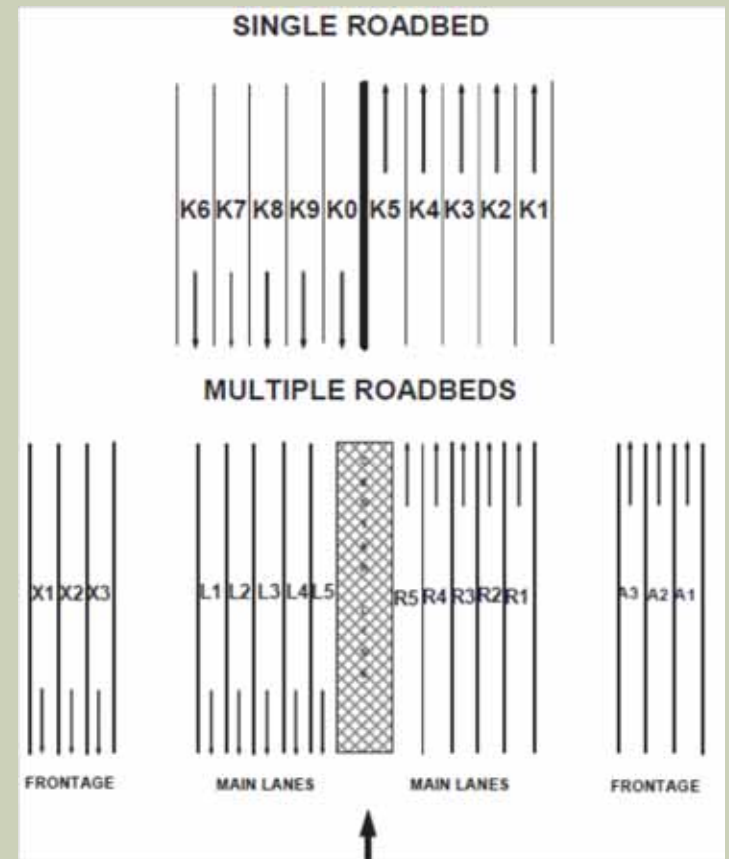 SINGLE ROADBED
K6 K7 K8 K9 K0 K5 K4 K3 K2 K1
MULTIPLE ROADBEDS
X1 X2 X3 L1 L2 L3 L4 L5 R5 R4 R3 R2 R1 A3 A2 A1
FRONTAGE MAIN LANES MAIN LANES FRONTAGE